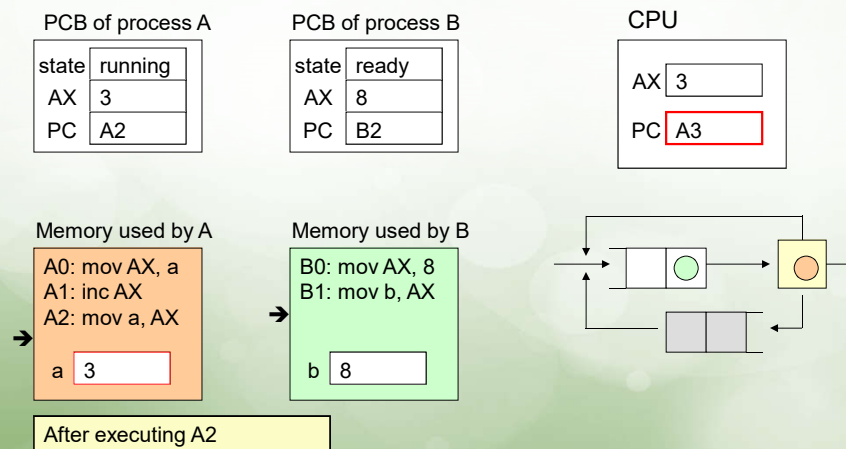 PCB of process A
state running
AX 3
PC A2
PCB of process B
state ready
AX 8
PC B2
CPU
AX 3
PC A3
Memory used by A
A0: mov AX, a
A1: inc AX
A2: mov a, AX
➔
a 3
Memory used by B
B0: mov AX, 8
B1: mov b, AX
➔
b 8
After executing A2